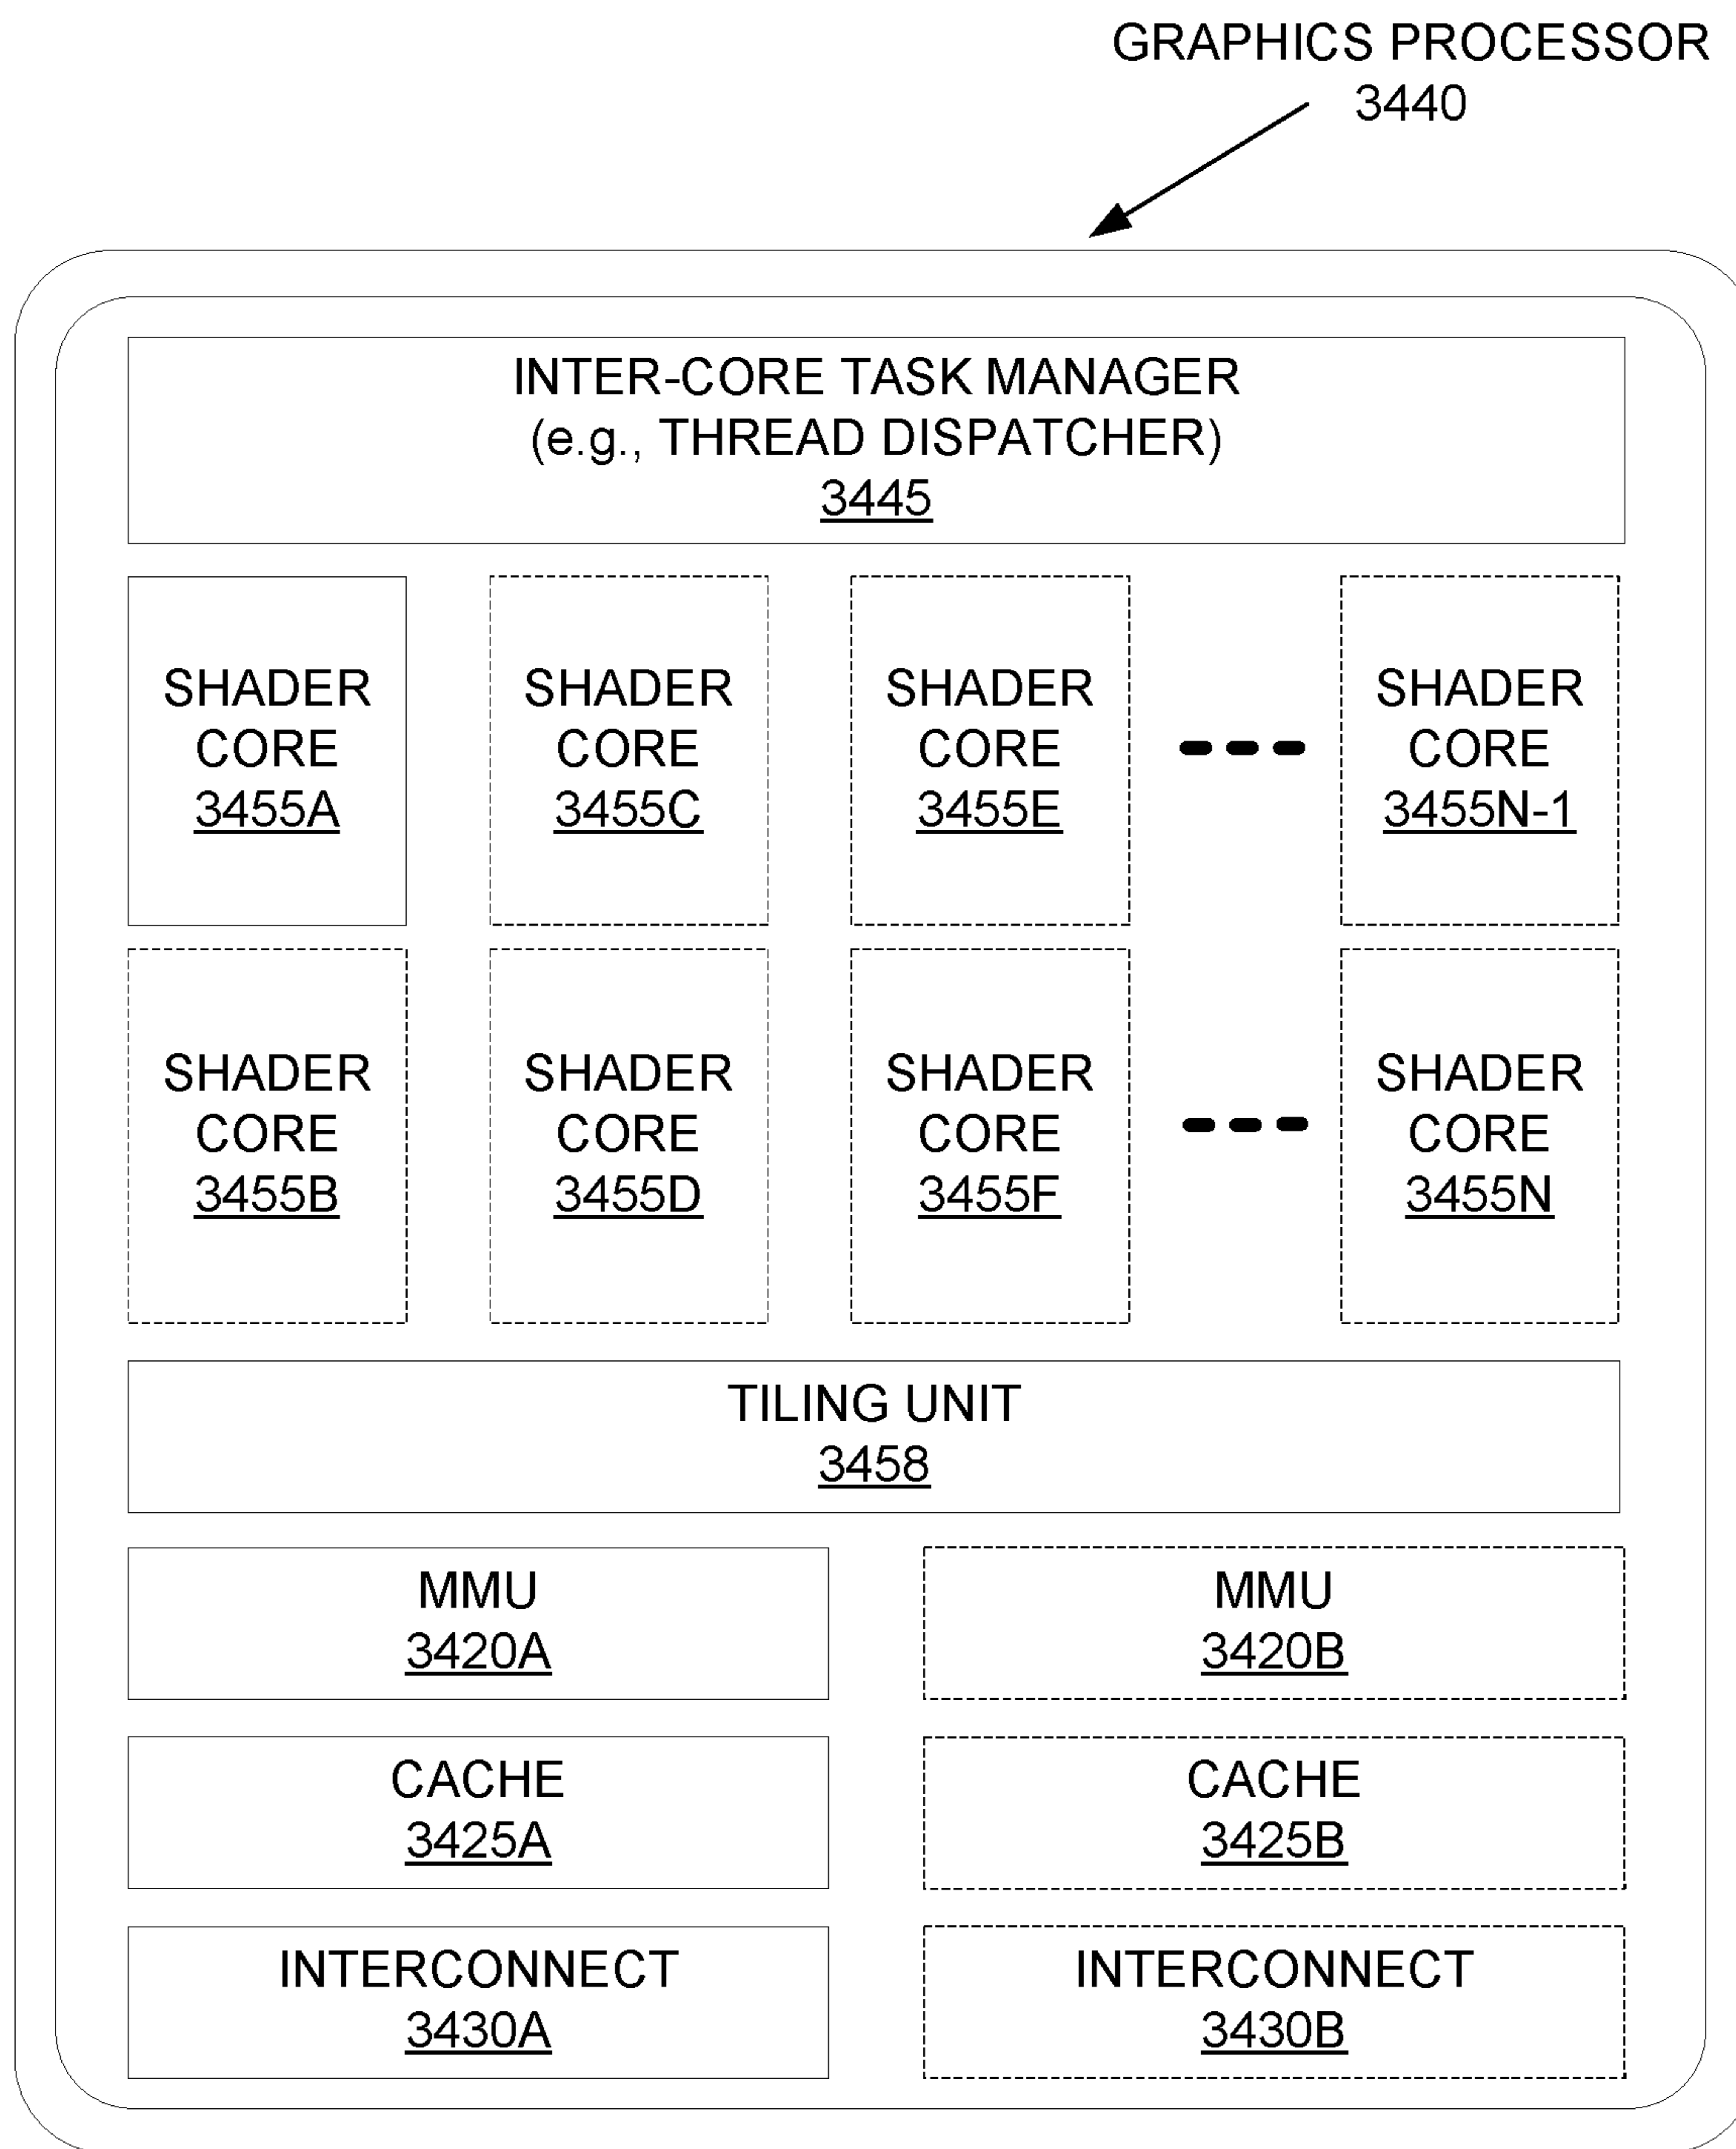 GRAPHICS PROCESSOR
3440
INTER-CORE TASK MANAGER
(e.g., THREAD DISPATCHER)
3445
SHADER
CORE
3455A
SHADER
CORE
3455C
SHADER
CORE
3455E
SHADER
CORE
3455N-1
SHADER
CORE
3455B
SHADER
CORE
3455D
SHADER
CORE
3455F
SHADER
CORE
3455N
TILING UNIT
3458
MMU
3420A
MMU
3420B
CACHE
3425A
CACHE
3425B
INTERCONNECT
3430A
INTERCONNECT
3430B